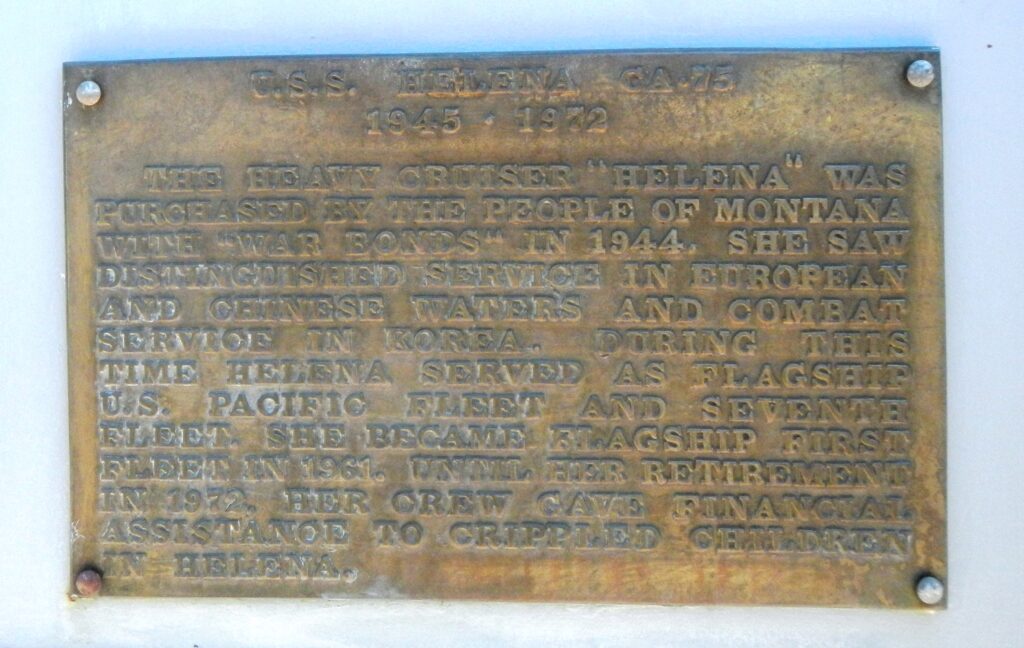 U.S.S. HELENA CA-75
1945 · 1972
THE HEAVY CRUISER "HELENA" WAS
PURCHASED BY THE PEOPLE OF MONTANA
WITH "WAR BONDS" IN 1944. SHE SAW
DISTINGUISHED SERVICE IN EUROPEAN
AND CHINESE WATERS AND COMBAT
SERVICE IN KOREA. DURING THIS
TIME HELENA SERVED AS FLAGSHIP
U.S. PACIFIC FLEET AND SEVENTH
FLEET. SHE BECAME FLAGSHIP FIRST
FLEET IN 1961. UNTIL HER RETIREMENT
IN 1972. HER CREW GAVE FINANCIAL
ASSISTANCE TO CRIPPLED CHILDREN
IN HELENA.